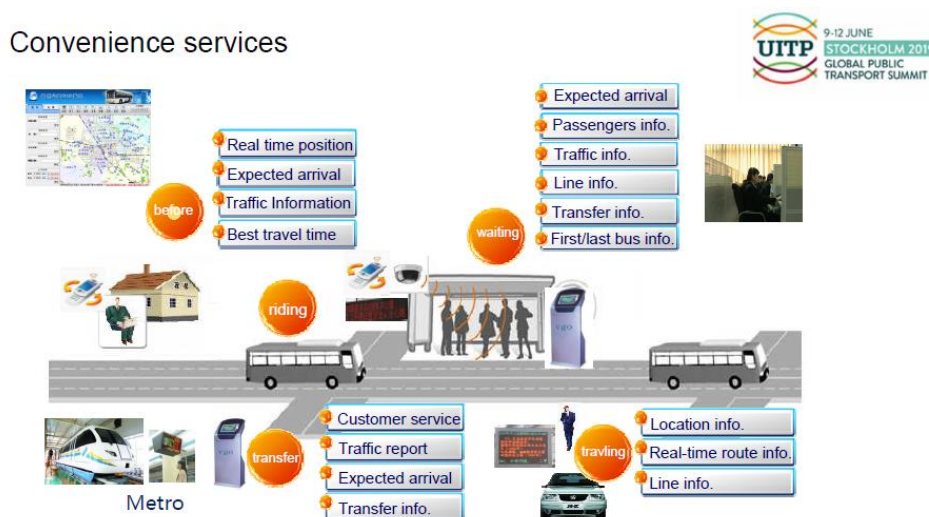 Convenience services
UITP
9-12 JUNE
STOCKHOLM 2019
GLOBAL PUBLIC
TRANSPORT SUMMIT
before
Real time position
Expected arrival
Traffic Information
Best travel time
waiting
Expected arrival
Passengers info.
Traffic info.
Line info.
Transfer info.
First/last bus info.
riding
transfer
Customer service
Traffic report
Expected arrival
Transfer info.
travling
Location info.
Real-time route info.
Line info.
Metro